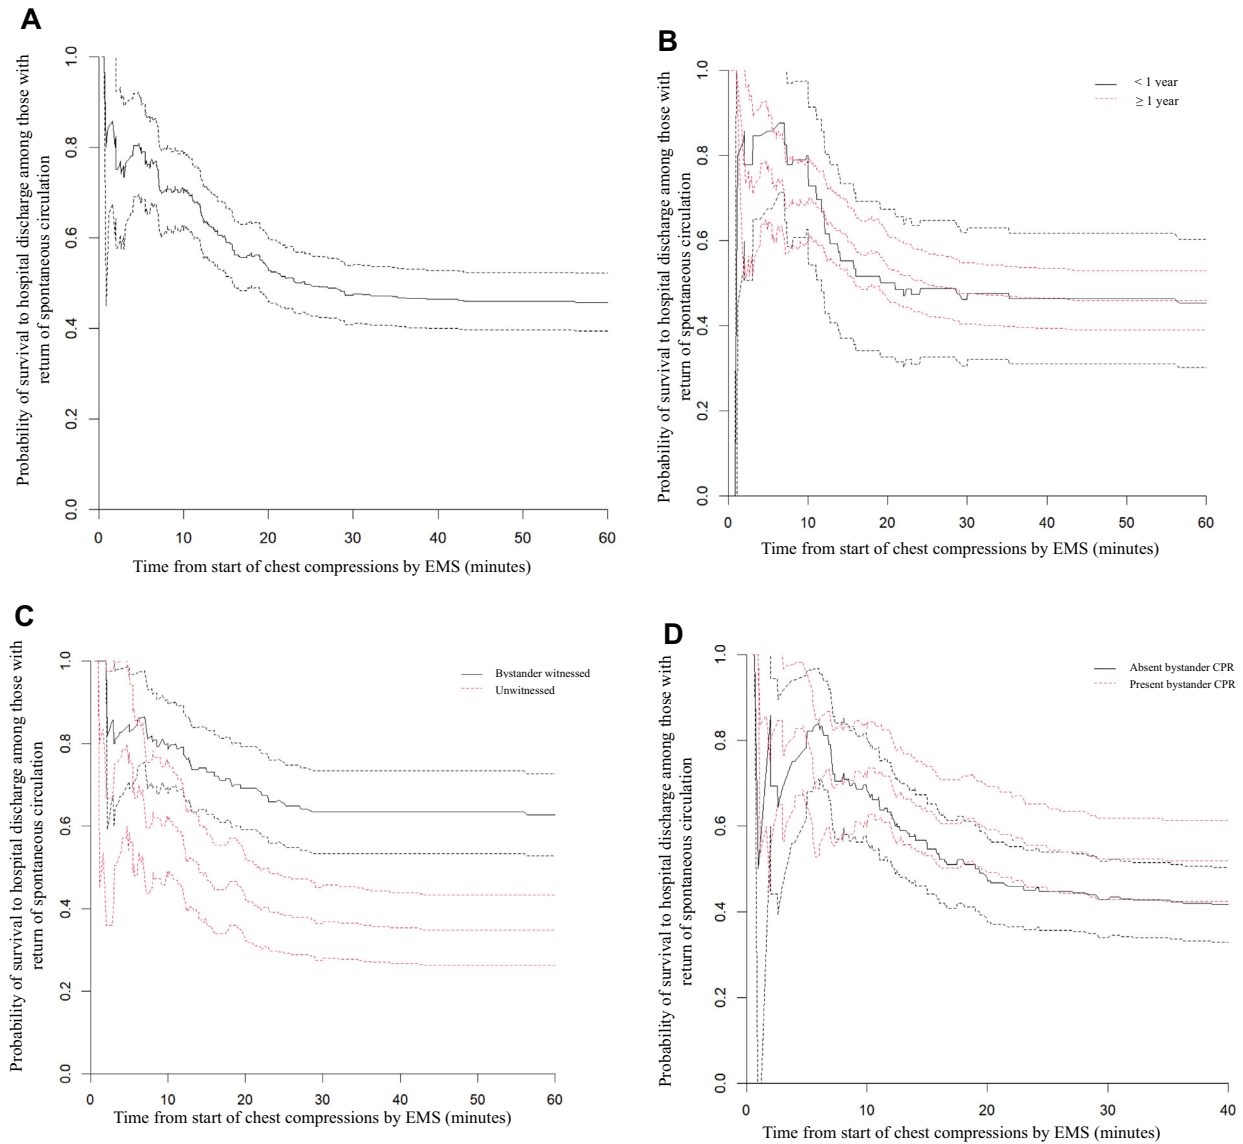 A
Probability of survival to hospital discharge among those with
return of spontaneous circulation
1.0
0.8
0.6
0.4
0.2
0.0
0 10 20 30 40 50 60
Time from start of chest compressions by EMS (minutes)
B
Probability of survival to hospital discharge among those with
return of spontaneous circulation
1.0
0.8
0.6
0.4
0.2
0.0
< 1 year
≥ 1 year
0 10 20 30 40 50 60
Time from start of chest compressions by EMS (minutes)
C
Probability of survival to hospital discharge among those with
return of spontaneous circulation
1.0
0.8
0.6
0.4
0.2
0.0
Bystander witnessed
Unwitnessed
0 10 20 30 40 50 60
Time from start of chest compressions by EMS (minutes)
D
Probability of survival to hospital discharge among those with
return of spontaneous circulation
1.0
0.8
0.6
0.4
0.2
0.0
Absent bystander CPR
Present bystander CPR
0 10 20 30 40
Time from start of chest compressions by EMS (minutes)